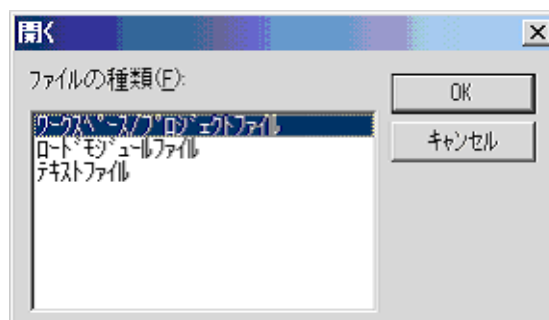 開く
ファイルの種類(F):
ワークスペース/プロジェクトファイル
ロードモジュールファイル
テキストファイル
OK
キャンセル